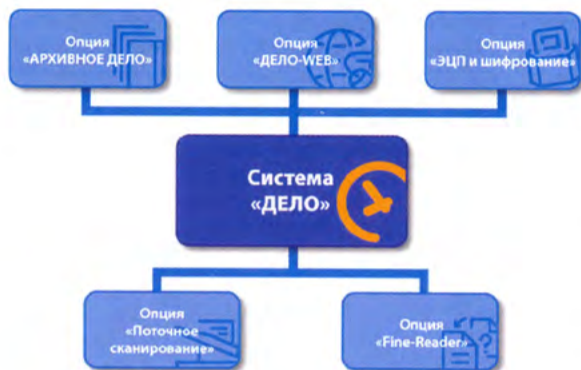 Опция
«АРХИВНОЕ ДЕЛО»
Опция
«ДЕЛО-WEB»
Опция
«ЭЦП и шифрование»
Система
«ДЕЛО»
Опция
«Поточное
сканирование»
Опция
«Fine-Reader»